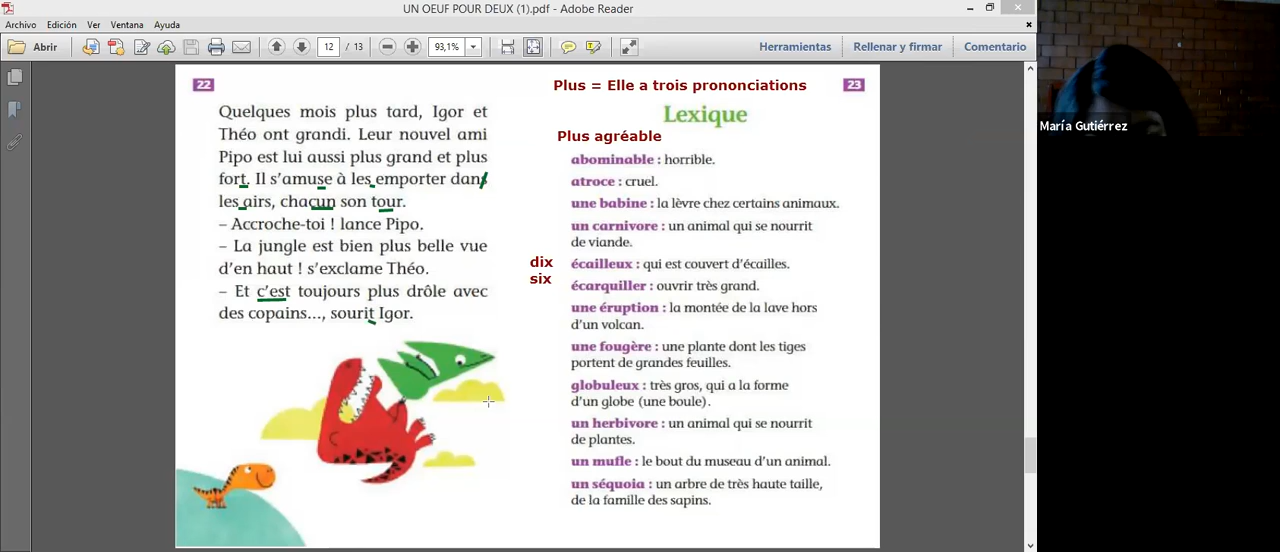 UN OEUF POUR DEUX (1).pdf - Adobe Reader
Archivo Edición Ver Ventana Ayuda
Abrir 12 / 13 93,1% Herramientas Rellenar y firmar Comentario
María Gutiérrez
22
Quelques mois plus tard, Igor et
Théo ont grandi. Leur nouvel ami
Pipo est lui aussi plus grand et plus
fort. Il s'amuse à les emporter dans
les airs, chacun son tour.
– Accroche-toi ! lance Pipo.
– La jungle est bien plus belle vue
d'en haut ! s'exclame Théo.
– Et c'est toujours plus drôle avec
des copains..., sourit Igor.
Plus = Elle a trois prononciations
23
Lexique
Plus agréable
abominable : horrible.
atroce : cruel.
une babine : la lèvre chez certains animaux.
un carnivore : un animal qui se nourrit
de viande.
dix
six
écailleux : qui est couvert d'écailles.
écarquiller : ouvrir très grand.
une éruption : la montée de la lave hors
d'un volcan.
une fougère : une plante dont les tiges
portent de grandes feuilles.
globuleux : très gros, qui a la forme
d'un globe (une boule).
un herbivore : un animal qui se nourrit
de plantes.
un mufle : le bout du museau d'un animal.
un séquoia : un arbre de très haute taille,
de la famille des sapins.